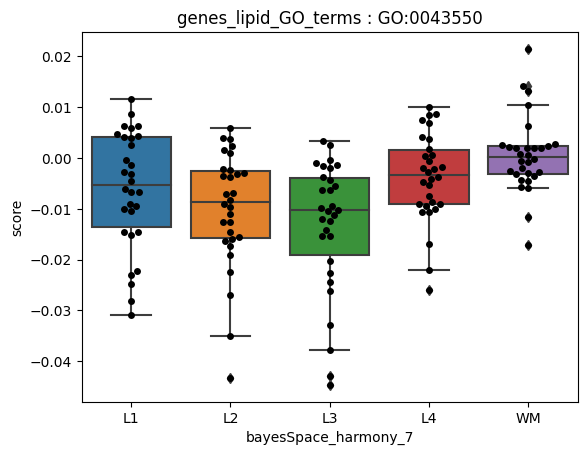 genes_lipid_GO_terms : GO:0043550
0.02
0.01
0.00
−0.01
−0.02
−0.03
−0.04
score
L1 L2 L3 L4 WM
bayesSpace_harmony_7